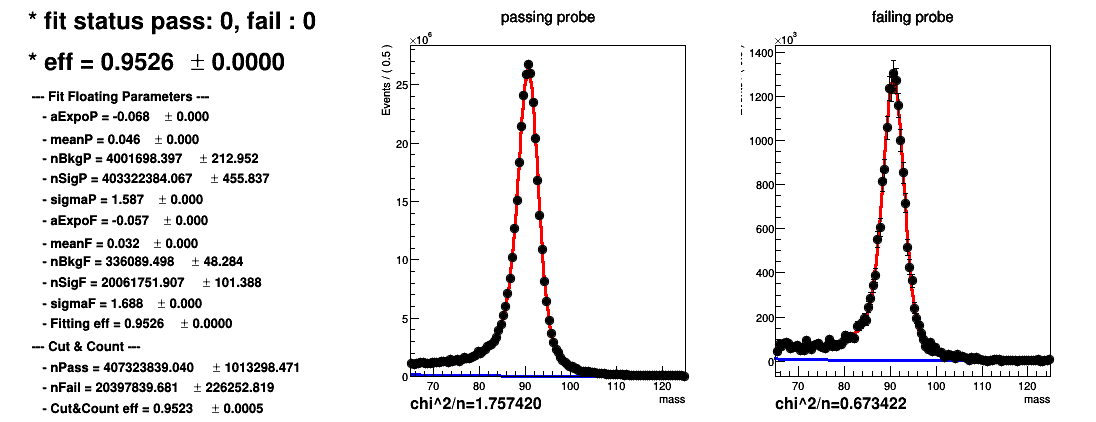 * fit status pass: 0, fail : 0
* eff = 0.9526 ± 0.0000
--- Fit Floating Parameters ---
- aExpoP = -0.068 ± 0.000
- meanP = 0.046 ± 0.000
- nBkgP = 4001698.397 ± 212.952
- nSigP = 403322384.067 ± 455.837
- sigmaP = 1.587 ± 0.000
- aExpoF = -0.057 ± 0.000
- meanF = 0.032 ± 0.000
- nBkgF = 336089.498 ± 48.284
- nSigF = 20061751.907 ± 101.388
- sigmaF = 1.688 ± 0.000
- Fitting eff = 0.9526 ± 0.0000
--- Cut & Count ---
- nPass = 407323839.040 ± 1013298.471
- nFail = 20397839.681 ± 226252.819
- Cut&Count eff = 0.9523 ± 0.0005
passing probe
×10^6
Events / ( 0.5 )
25
20
15
10
5
0
70 80 90 100 110 120
mass
chi^2/n=1.757420
failing probe
×10^3
1400
1200
1000
800
600
400
200
0
70 80 90 100 110 120
mass
chi^2/n=0.673422